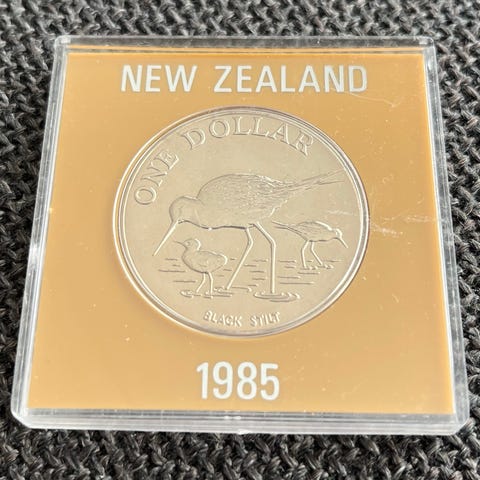 NEW ZEALAND
ONE DOLLAR
BLACK STILT
1985